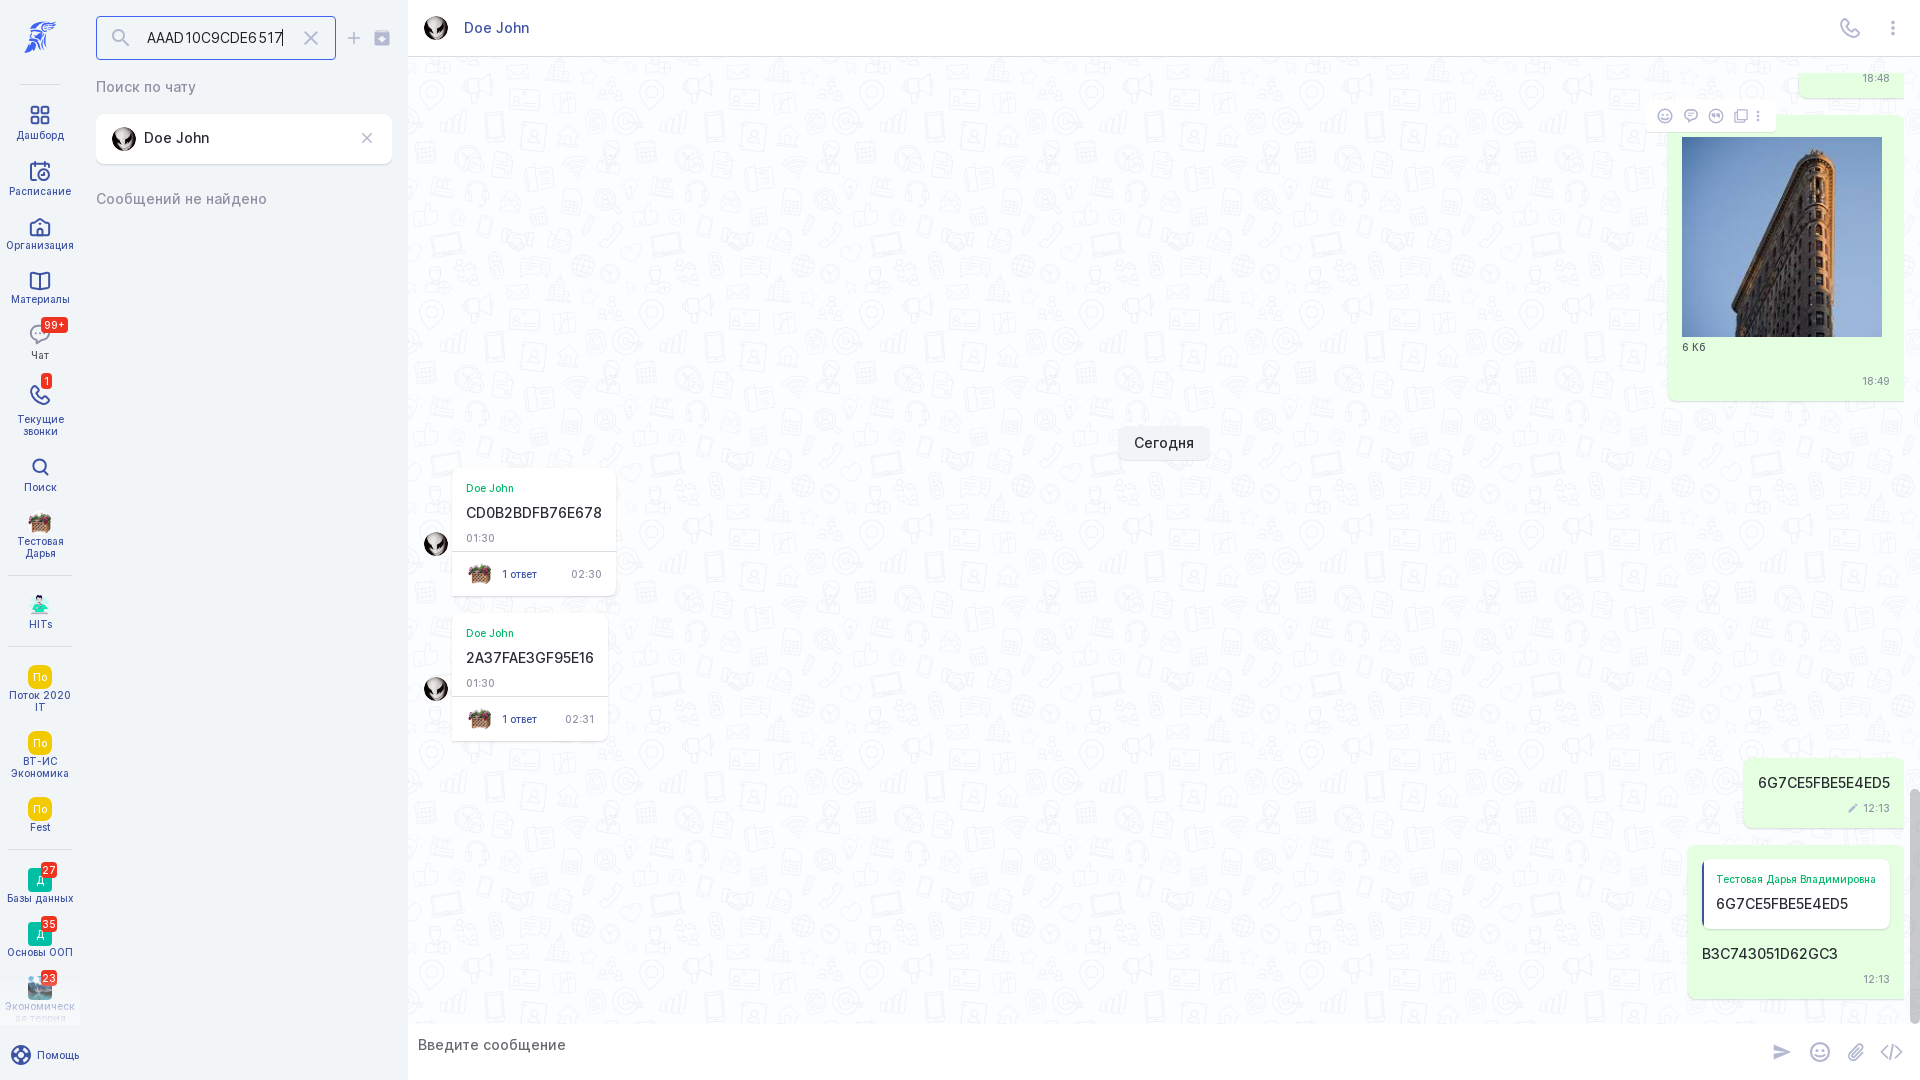 AAAD10C9CDE6517
Поиск по чату
Doe John
Сообщений не найдено
Дашборд
Расписание
Организация
Материалы
99+
Чат
1
Текущие
звонки
Поиск
Тестовая
Дарья
HITs
По
Поток 2020
IT
По
ВТ-ИС
Экономика
По
Fest
27
Д
Базы данных
35
Д
Основы ООП
23
Экономическ
ая теория
Помощь
Doe John
18:48
6 Кб
18:49
Сегодня
Doe John
CD0B2BDFB76E678
01:30
1 ответ
02:30
Doe John
2A37FAE3GF95E16
01:30
1 ответ
02:31
6G7CE5FBE5E4ED5
12:13
Тестовая Дарья Владимировна
6G7CE5FBE5E4ED5
B3C743051D62GC3
12:13
Введите сообщение